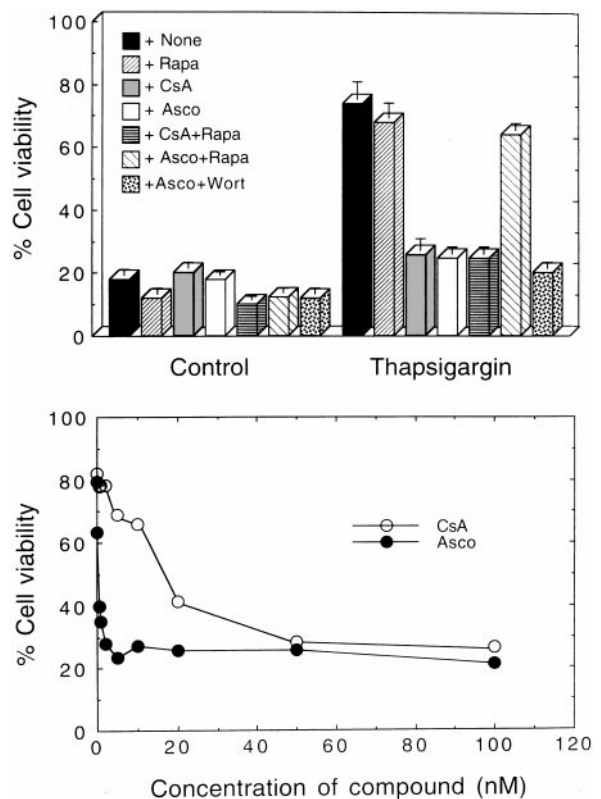 100
80
60
40
20
0
% Cell viability
+ None
+ Rapa
+ CsA
+ Asco
+ CsA+Rapa
+ Asco+Rapa
+Asco+Wort
Control
Thapsigargin
100
80
60
40
20
0
% Cell viability
CsA
Asco
0 20 40 60 80 100 120
Concentration of compound (nM)